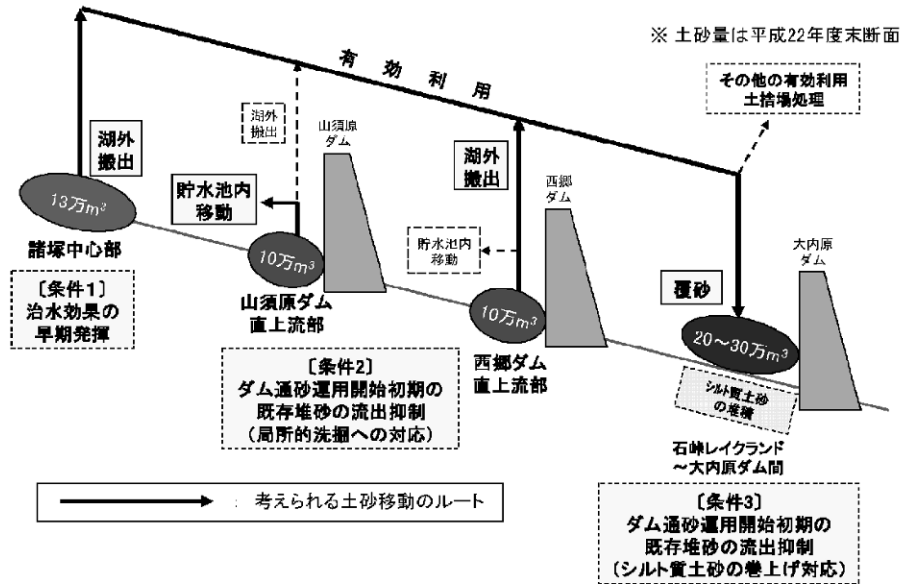 ※ 土砂量は平成22年度末断面
有効利用
その他の有効利用
土捨場処理
湖外
搬出
湖外
搬出
山須原
ダム
湖外
搬出
西郷
ダム
大内原
ダム
13万m³
貯水池内
移動
10万m³
貯水池内
移動
10万m³
覆砂
20～30万m³
諸塚中心部
山須原ダム
直上流部
西郷ダム
直上流部
シルト質土砂
の堆積
石峠レイクランド
～大内原ダム間
〔条件1〕
治水効果の
早期発揮
〔条件2〕
ダム通砂運用開始初期の
既存堆砂の流出抑制
（局所的洗掘への対応）
〔条件3〕
ダム通砂運用開始初期の
既存堆砂の流出抑制
（シルト質土砂の巻上げ対応）
： 考えられる土砂移動のルート